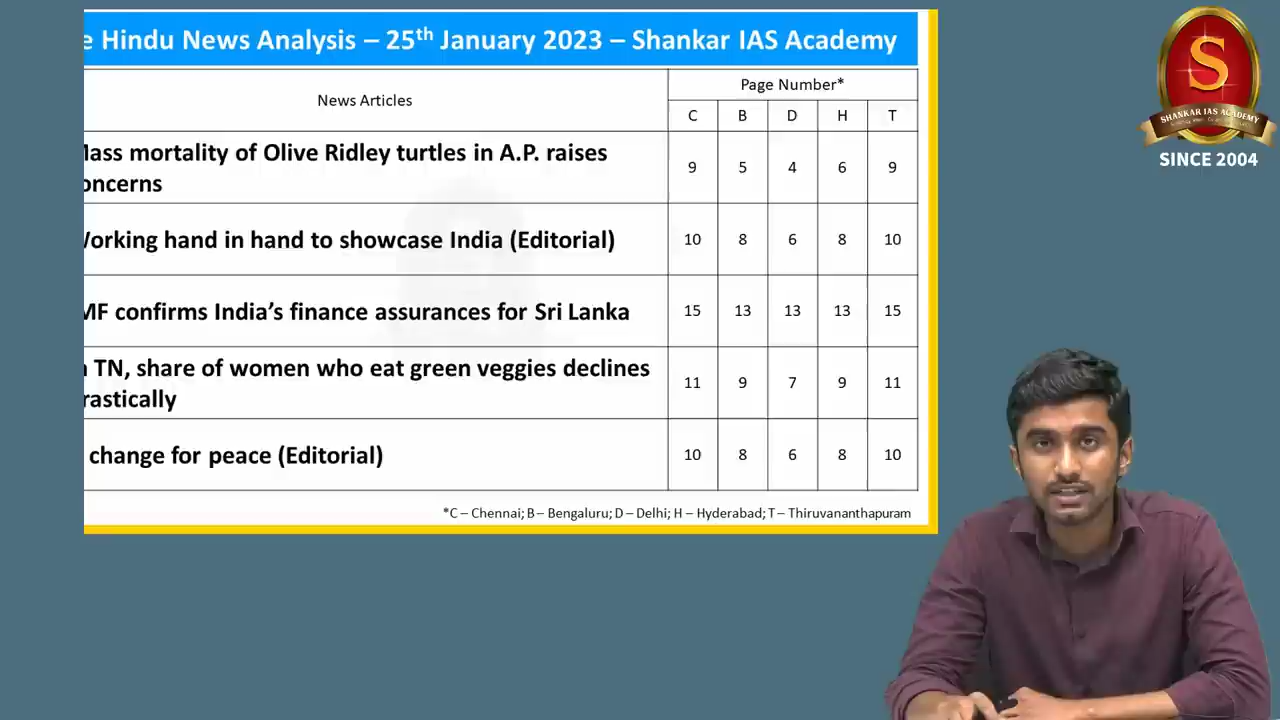 e Hindu News Analysis – 25th January 2023 – Shankar IAS Academy
News Articles
Page Number*
C B D H T
Mass mortality of Olive Ridley turtles in A.P. raises
oncerns
9 5 4 6 9
Working hand in hand to showcase India (Editorial)
10 8 6 8 10
MF confirms India's finance assurances for Sri Lanka
15 13 13 13 15
n TN, share of women who eat green veggies declines
rastically
11 9 7 9 11
change for peace (Editorial)
10 8 6 8 10
*C – Chennai; B – Bengaluru; D – Delhi; H – Hyderabad; T – Thiruvananthapuram
S
SHANKAR IAS ACADEMY
SINCE 2004